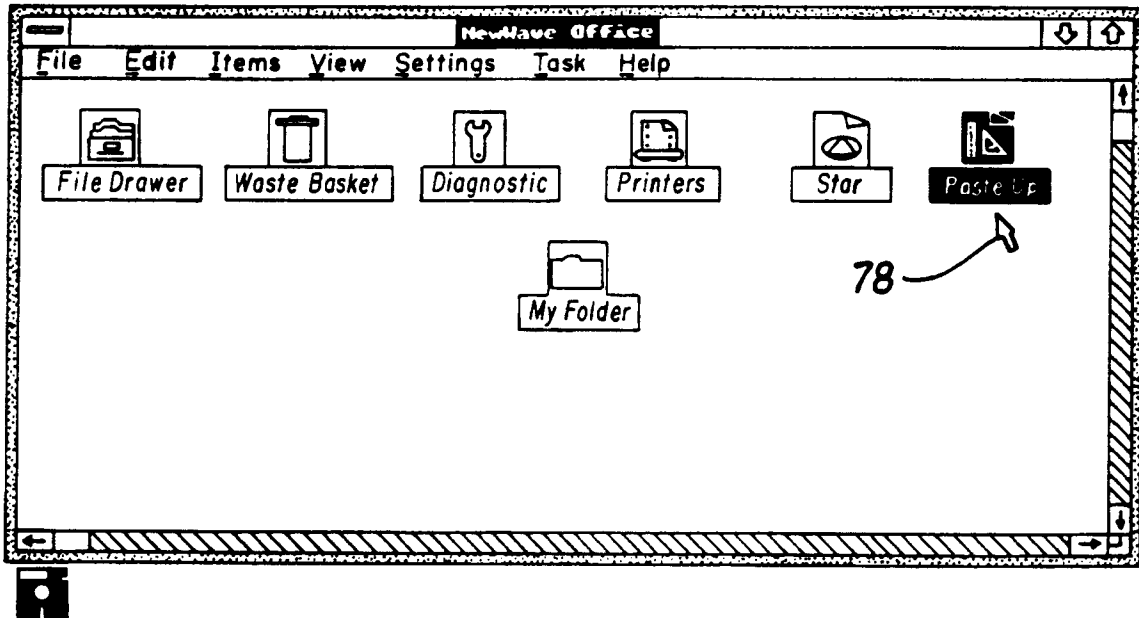 NewWave Office
File Edit Items View Settings Task Help
File Drawer Waste Basket Diagnostic Printers Star Paste Up
78
My Folder